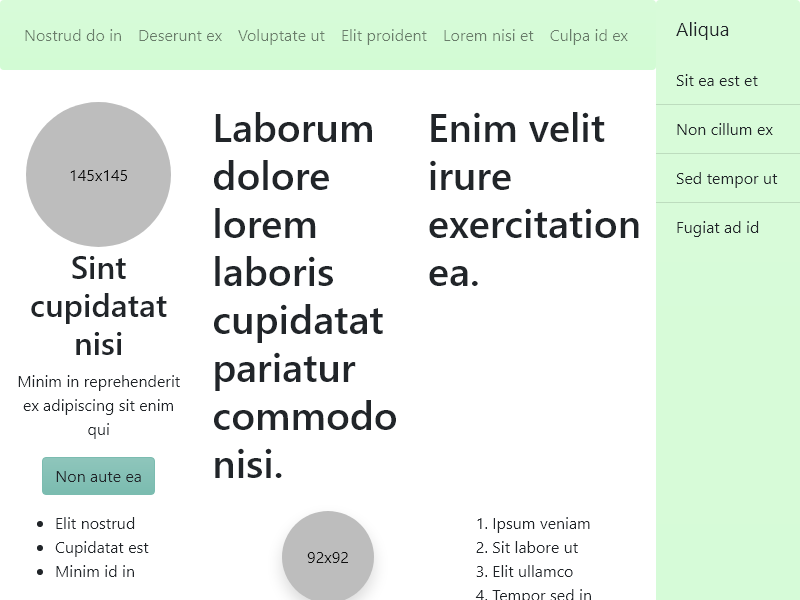 Nostrud do in Deserunt ex Voluptate ut Elit proident Lorem nisi et Culpa id ex
Aliqua
Sit ea est et
Non cillum ex
Sed tempor ut
Fugiat ad id
145x145
Sint
cupidatat
nisi
Minim in reprehenderit
ex adipiscing sit enim
qui
Non aute ea
Laborum
dolore
lorem
laboris
cupidatat
pariatur
commodo
nisi.
Enim velit
irure
exercitation
ea.
Elit nostrud
Cupidatat est
Minim id in
92x92
1. Ipsum veniam
2. Sit labore ut
3. Elit ullamco
4. Tempor sed in